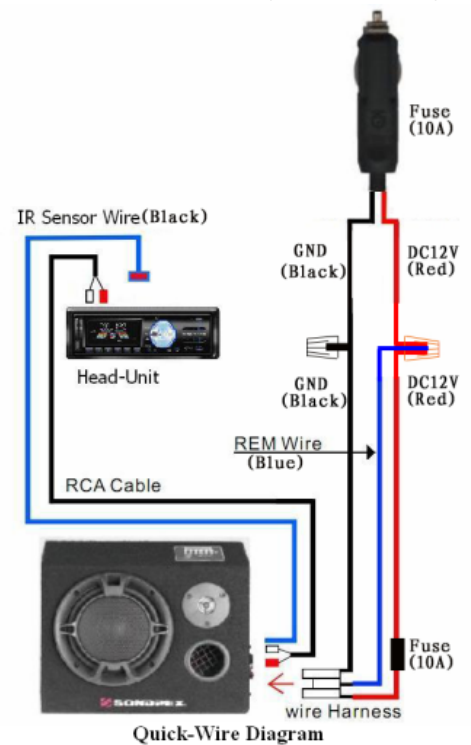 Fuse
(10A)
IR Sensor Wire(Black)
GND
(Black)
DC12V
(Red)
Head-Unit
GND
(Black)
DC12V
(Red)
REM Wire
(Blue)
RCA Cable
Fuse
(10A)
SONDPEX
wire Harness
Quick-Wire Diagram